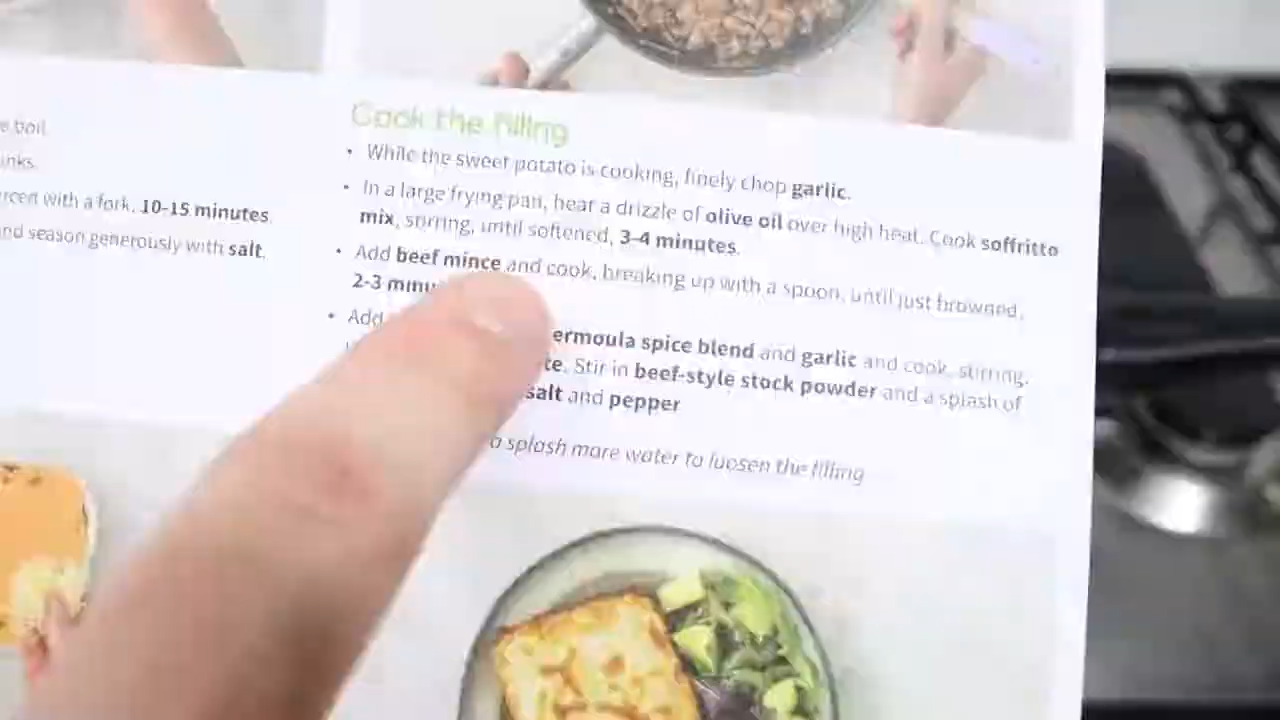 e boil.
inks.
erced with a fork, 10-15 minutes.
nd season generously with salt.
Cook the filling
• While the sweet potato is cooking, finely chop garlic.
• In a large frying pan, heat a drizzle of olive oil over high heat. Cook soffritto
mix, stirring, until softened, 3-4 minutes.
• Add beef mince and cook, breaking up with a spoon, until just browned,
2-3 minu
• Add
ermoula spice blend and garlic and cook, stirring,
te. Stir in beef-style stock powder and a splash of
salt and pepper
a splash more water to loosen the filling